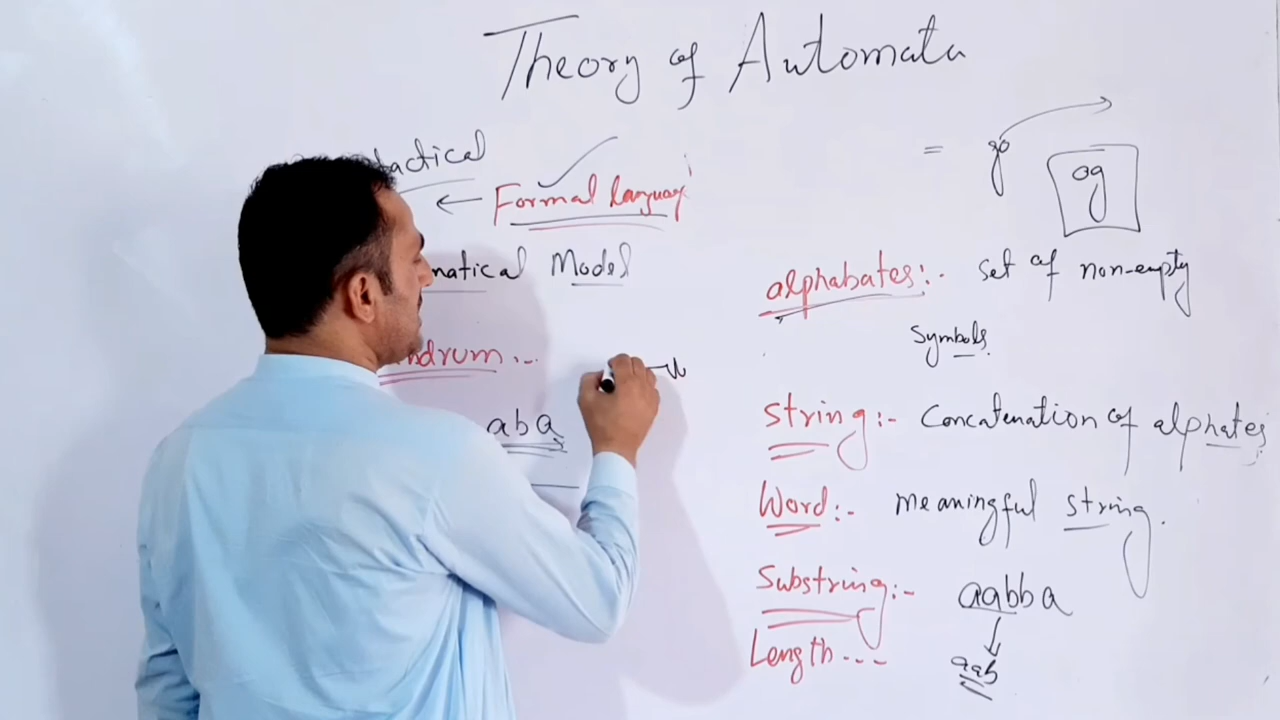 Theory of Automata
tactical
← Formal language
matical Model
ndrum :-
aba
= go
og
alphabates :- Set of non-empty
Symbols.
String :- Concatenation of alphates
Word :- meaningful string.
Substring :- aabba
aab
Length ---